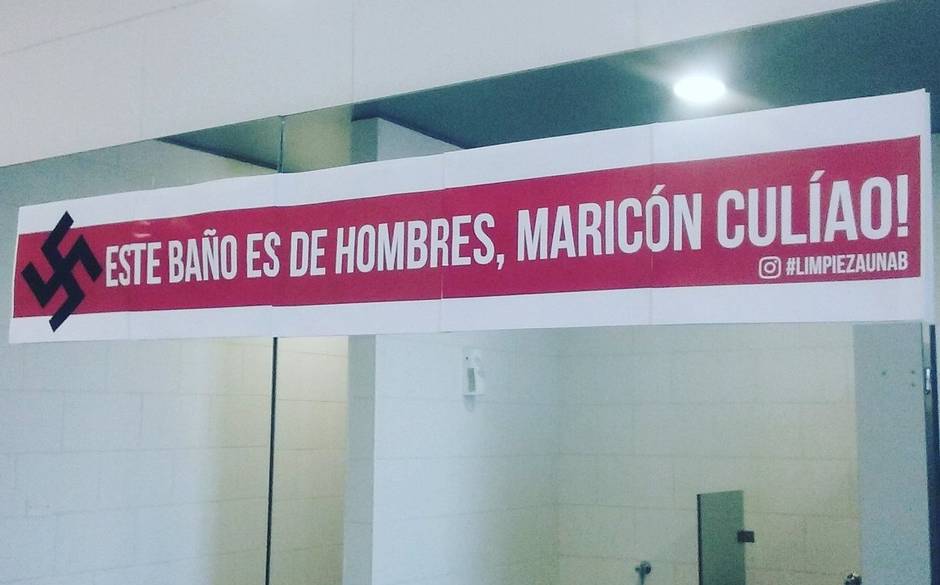 ESTE BAÑO ES DE HOMBRES, MARICÓN CULÍAO!
#LIMPIEZAUNAB